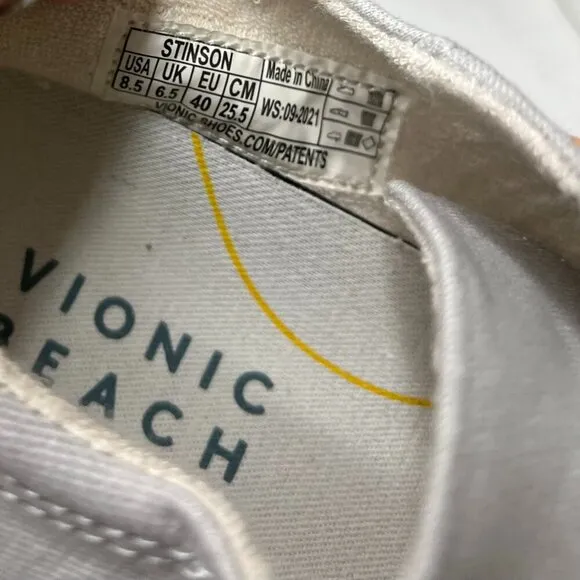 STINSON
USA UK EU CM
8.5 6.5 40 25.5
Made in China
WS:09-2021
VIONIC SHOES.COM/PATENTS
VIONIC
BEACH